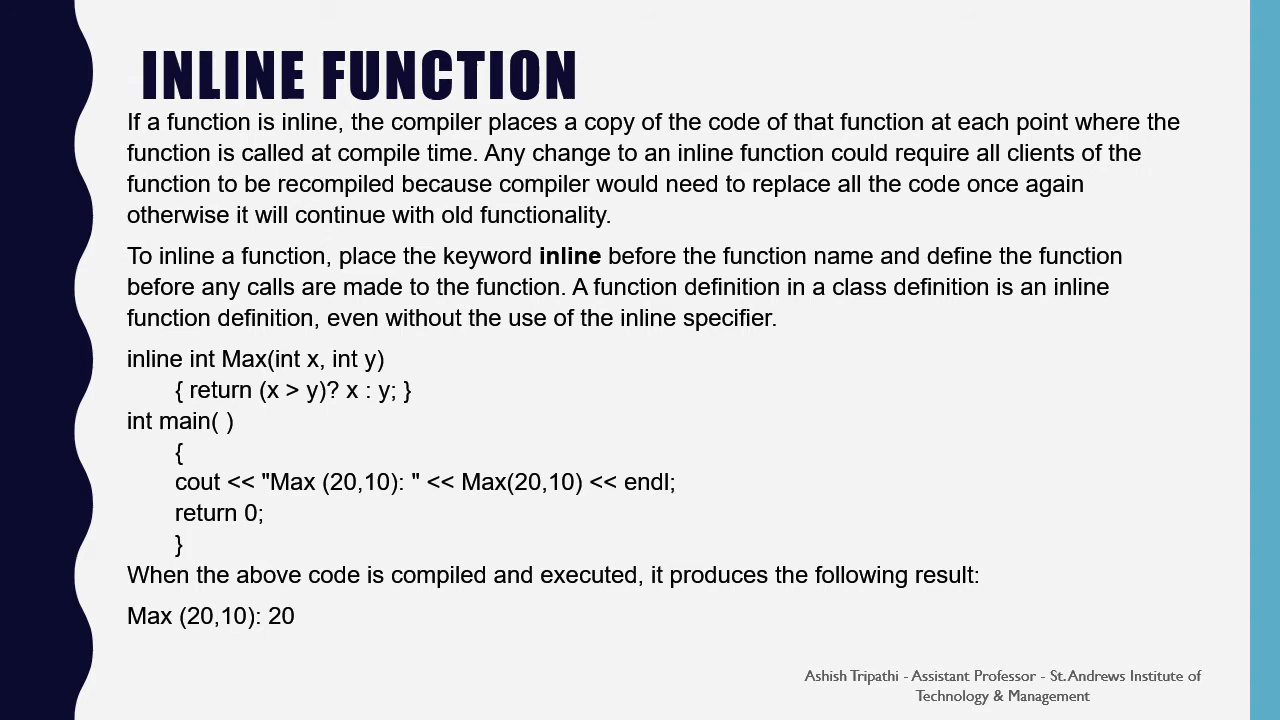 INLINE FUNCTION
If a function is inline, the compiler places a copy of the code of that function at each point where the
function is called at compile time. Any change to an inline function could require all clients of the
function to be recompiled because compiler would need to replace all the code once again
otherwise it will continue with old functionality.
To inline a function, place the keyword inline before the function name and define the function
before any calls are made to the function. A function definition in a class definition is an inline
function definition, even without the use of the inline specifier.
inline int Max(int x, int y)
{ return (x > y)? x : y; }
int main( )
{
cout << "Max (20,10): " << Max(20,10) << endl;
return 0;
}
When the above code is compiled and executed, it produces the following result:
Max (20,10): 20
Ashish Tripathi - Assistant Professor - St.Andrews Institute of
Technology & Management